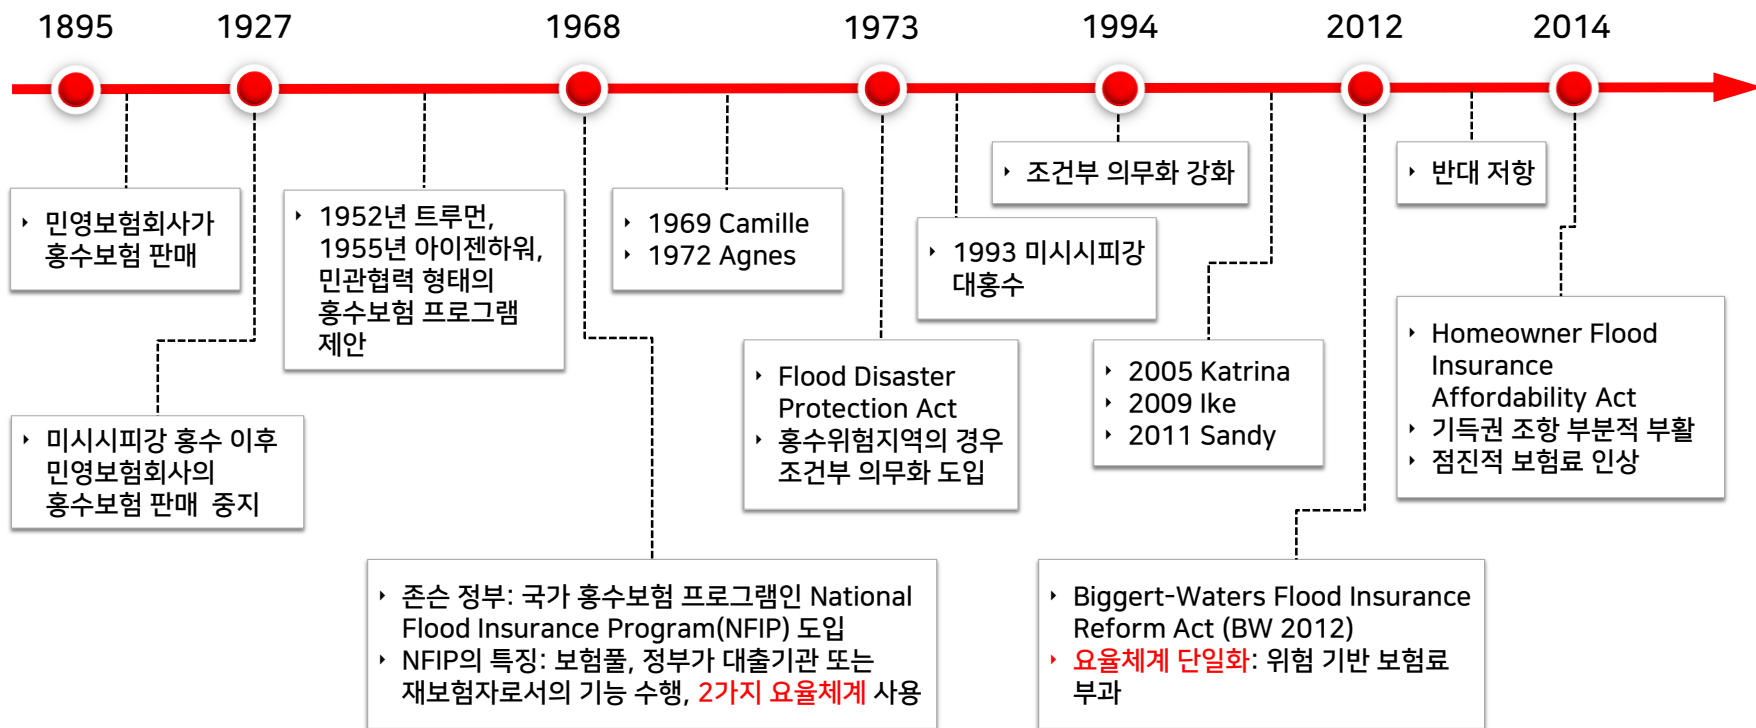 1895
1927
1968
1973
1994
2012
2014
‣ 민영보험회사가
홍수보험 판매
‣ 미시시피강 홍수 이후
민영보험회사의
홍수보험 판매 중지
‣ 1952년 트루먼,
1955년 아이젠하워,
민관협력 형태의
홍수보험 프로그램
제안
‣ 존슨 정부: 국가 홍수보험 프로그램인 National
Flood Insurance Program(NFIP) 도입
‣ NFIP의 특징: 보험풀, 정부가 대출기관 또는
재보험자로서의 기능 수행, 2가지 요율체계 사용
‣ 1969 Camille
‣ 1972 Agnes
‣ Flood Disaster
Protection Act
‣ 홍수위험지역의 경우
조건부 의무화 도입
‣ 1993 미시시피강
대홍수
‣ 조건부 의무화 강화
‣ 2005 Katrina
‣ 2009 Ike
‣ 2011 Sandy
‣ Biggert-Waters Flood Insurance
Reform Act (BW 2012)
‣ 요율체계 단일화: 위험 기반 보험료
부과
‣ 반대 저항
‣ Homeowner Flood
Insurance
Affordability Act
‣ 기득권 조항 부분적 부활
‣ 점진적 보험료 인상